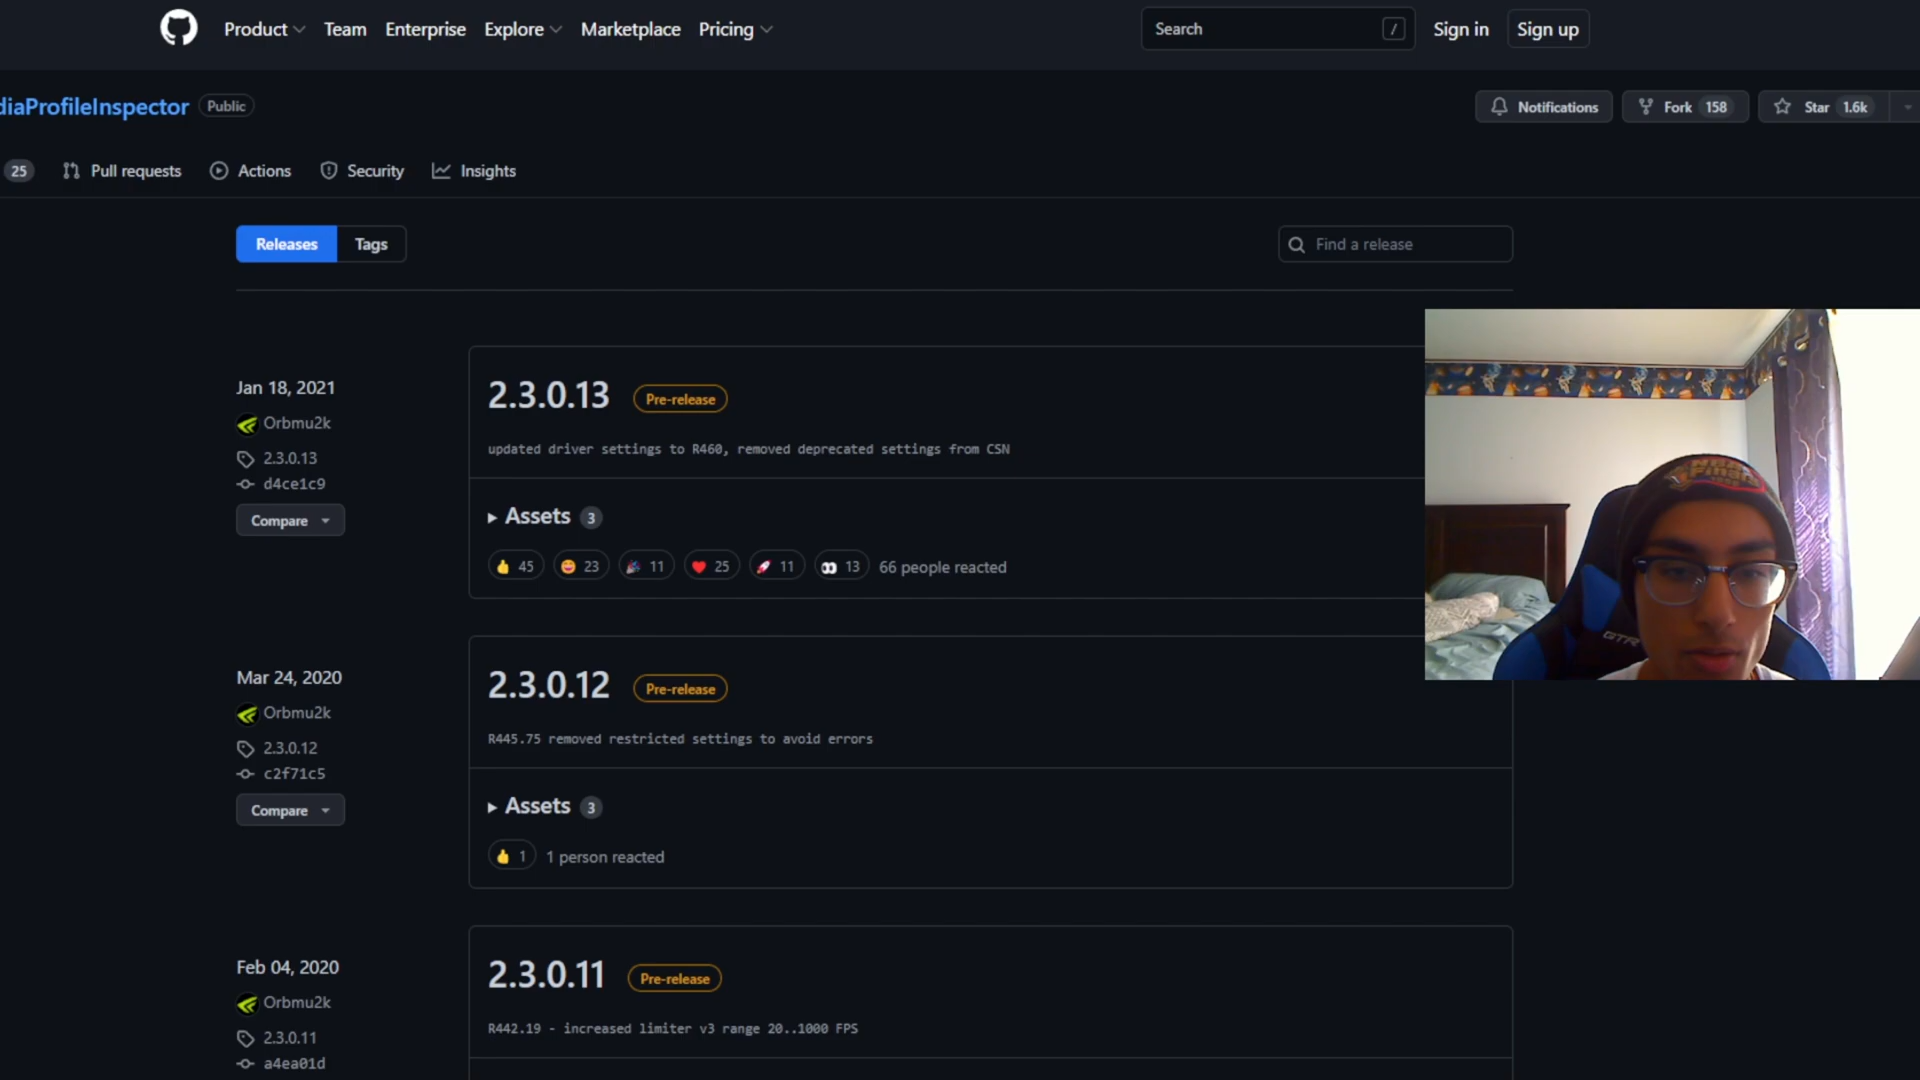 Product Team Enterprise Explore Marketplace Pricing Search / Sign in Sign up
diaProfileInspector Public Notifications Fork 158 Star 1.6k
25 Pull requests Actions Security Insights
Releases Tags Find a release
Jan 18, 2021
Orbmu2k
2.3.0.13
d4ce1c9
Compare
2.3.0.13 Pre-release
updated driver settings to R460, removed deprecated settings from CSN
Assets 3
45 23 11 25 11 13 66 people reacted
Mar 24, 2020
Orbmu2k
2.3.0.12
c2f71c5
Compare
2.3.0.12 Pre-release
R445.75 removed restricted settings to avoid errors
Assets 3
1 1 person reacted
Feb 04, 2020
Orbmu2k
2.3.0.11
a4ea01d
2.3.0.11 Pre-release
R442.19 - increased limiter v3 range 20..1000 FPS
NBA
Finals
GTR